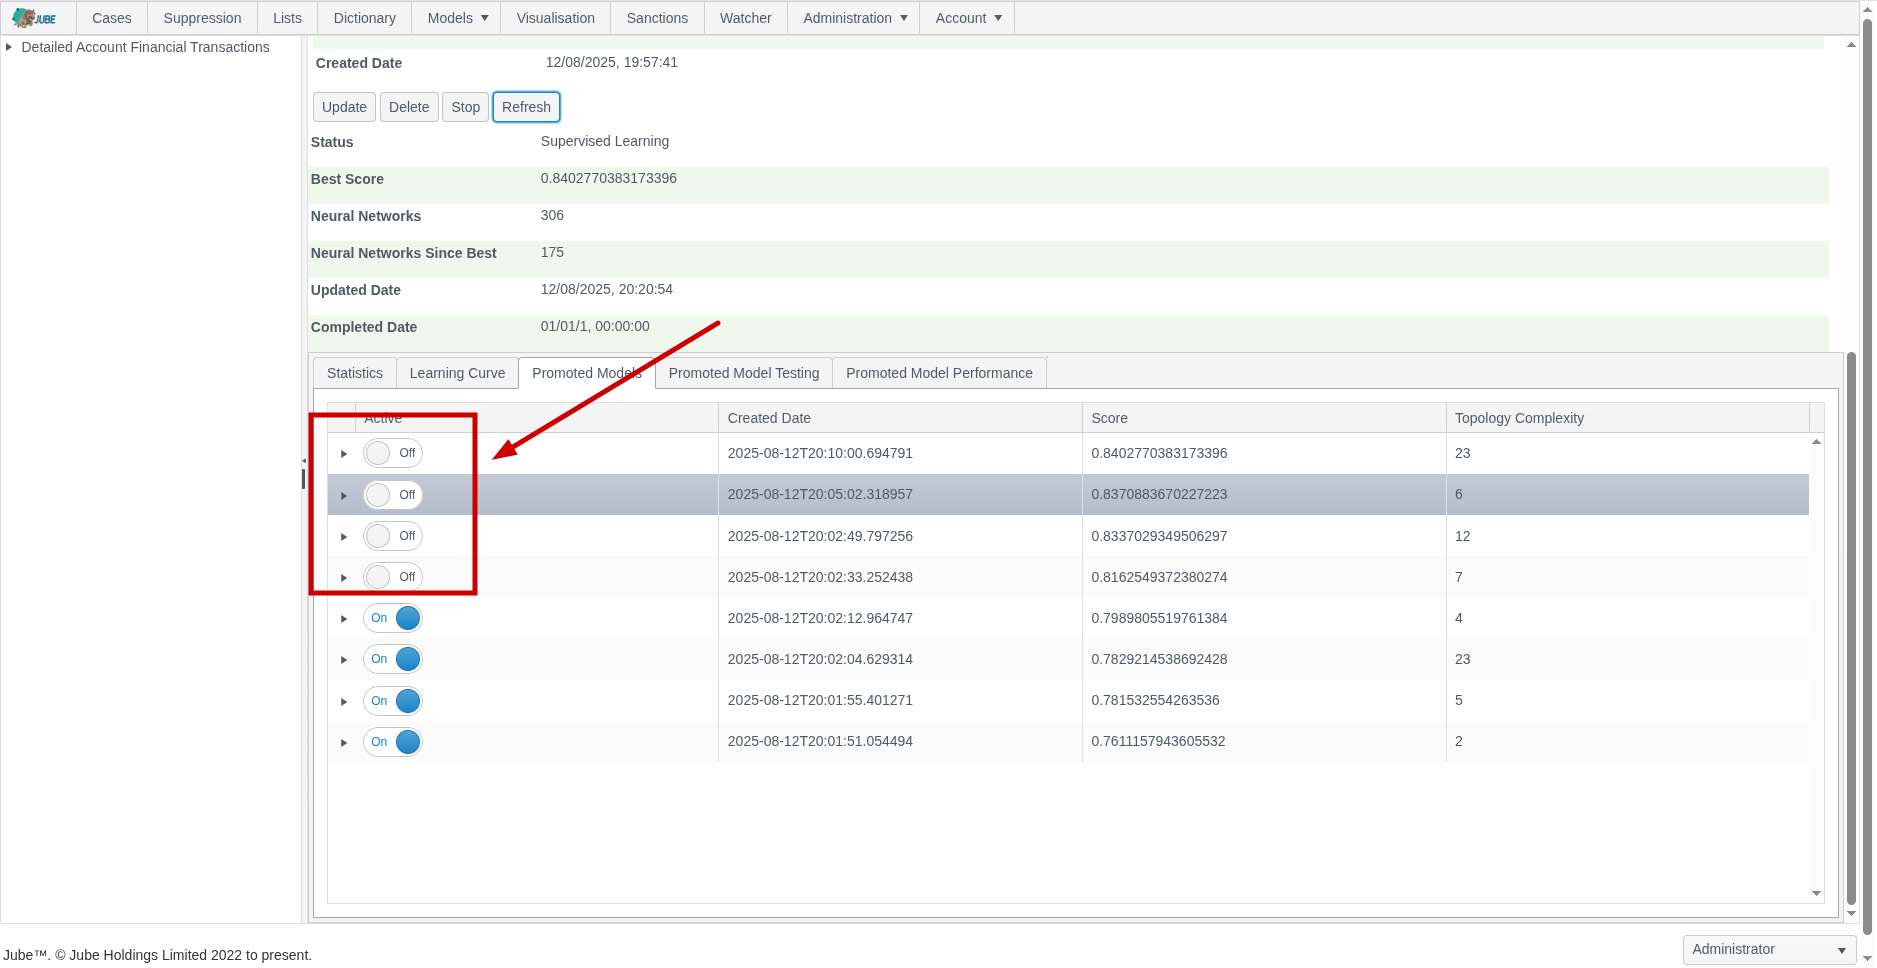 JUBE Cases Suppression Lists Dictionary Models Visualisation Sanctions Watcher Administration Account
Detailed Account Financial Transactions
Created Date 12/08/2025, 19:57:41
Update Delete Stop Refresh
Status Supervised Learning
Best Score 0.8402770383173396
Neural Networks 306
Neural Networks Since Best 175
Updated Date 12/08/2025, 20:20:54
Completed Date 01/01/1, 00:00:00
Statistics Learning Curve Promoted Models Promoted Model Testing Promoted Model Performance
Active Created Date Score Topology Complexity
Off 2025-08-12T20:10:00.694791 0.8402770383173396 23
Off 2025-08-12T20:05:02.318957 0.8370883670227223 6
Off 2025-08-12T20:02:49.797256 0.8337029349506297 12
Off 2025-08-12T20:02:33.252438 0.8162549372380274 7
On 2025-08-12T20:02:12.964747 0.7989805519761384 4
On 2025-08-12T20:02:04.629314 0.7829214538692428 23
On 2025-08-12T20:01:55.401271 0.781532554263536 5
On 2025-08-12T20:01:51.054494 0.7611157943605532 2
Jube™. © Jube Holdings Limited 2022 to present.
Administrator